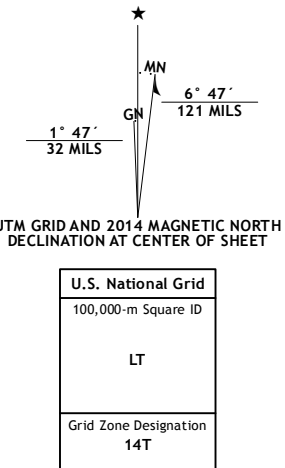 ★
MN
6° 47´
121 MILS
GN
1° 47´
32 MILS
UTM GRID AND 2014 MAGNETIC NORTH
DECLINATION AT CENTER OF SHEET
U.S. National Grid
100,000-m Square ID
LT
Grid Zone Designation
14T